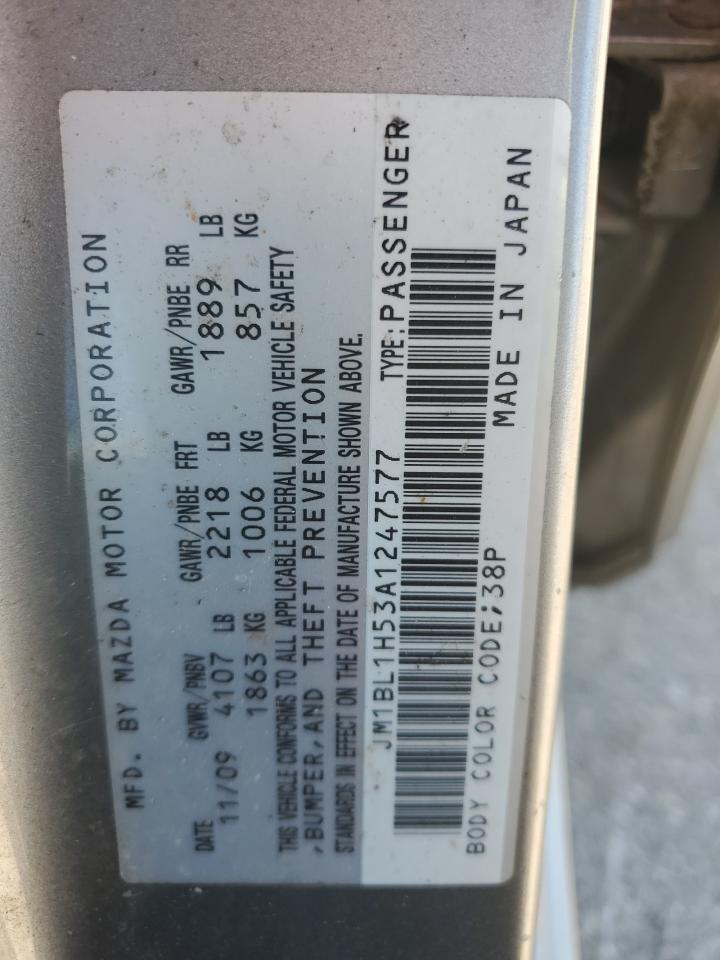 MFD. BY MAZDA MOTOR CORPORATION
DATE GVWR/PNBV GAWR/PNBE FRT GAWR/PNBE RR
11/09 4107 LB 2218 LB 1889 LB
1863 KG 1006 KG 857 KG
THIS VEHICLE CONFORMS TO ALL APPLICABLE FEDERAL MOTOR VEHICLE SAFETY
,BUMPER,AND THEFT PREVENTION
STANDARDS IN EFFECT ON THE DATE OF MANUFACTURE SHOWN ABOVE.
JM1BL1H53A1247577 TYPE:PASSENGER
BODY COLOR CODE;38P MADE IN JAPAN